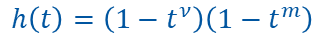 h(t) = (1 − t^ν)(1 − t^m)